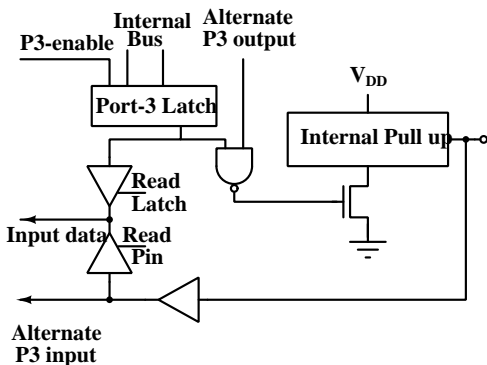 Alternate
P3 output
Internal
Bus
P3-enable
Port-3 Latch
VDD
Internal Pull up
Read
Latch
Input data
Read
Pin
Alternate
P3 input